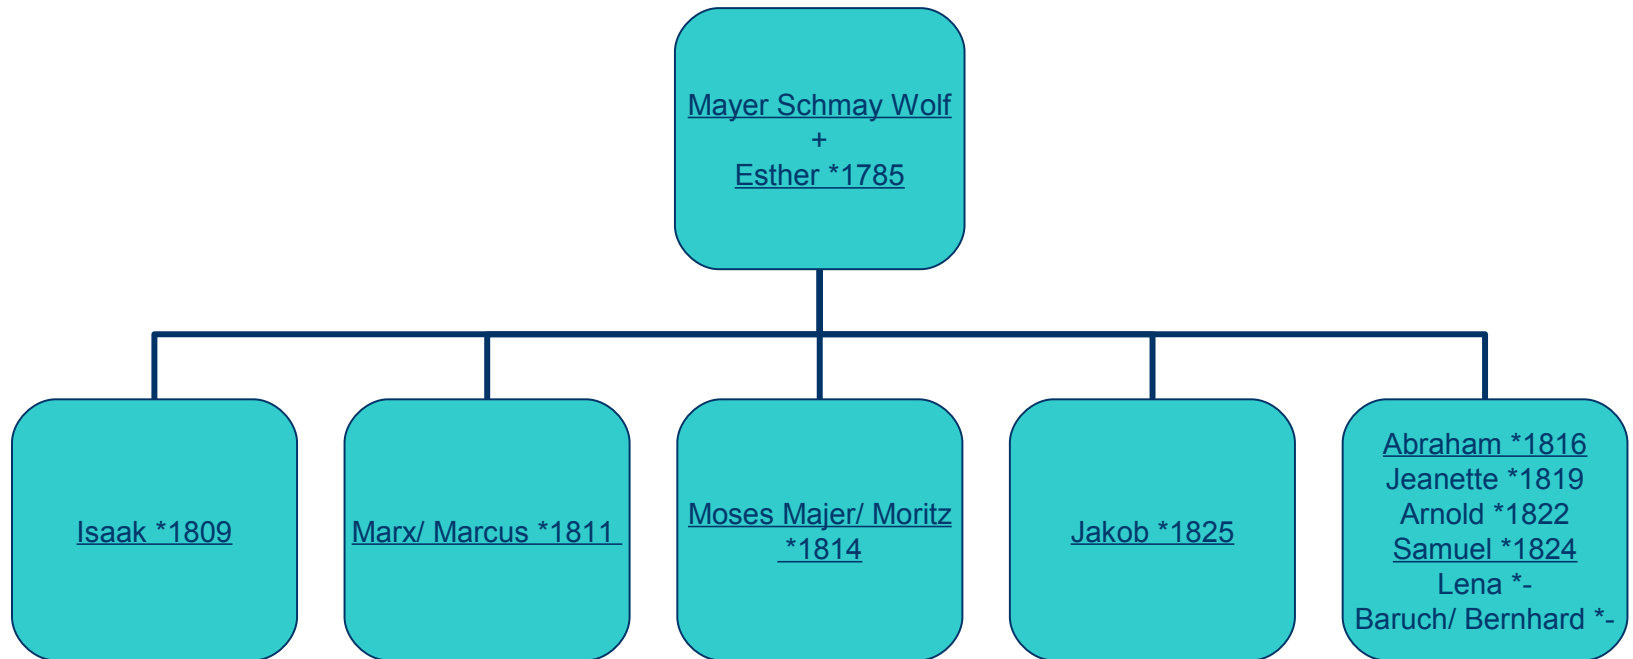 Mayer Schmay Wolf
+
Esther *1785
Isaak *1809
Marx/ Marcus *1811
Moses Majer/ Moritz
*1814
Jakob *1825
Abraham *1816
Jeanette *1819
Arnold *1822
Samuel *1824
Lena *-
Baruch/ Bernhard *-